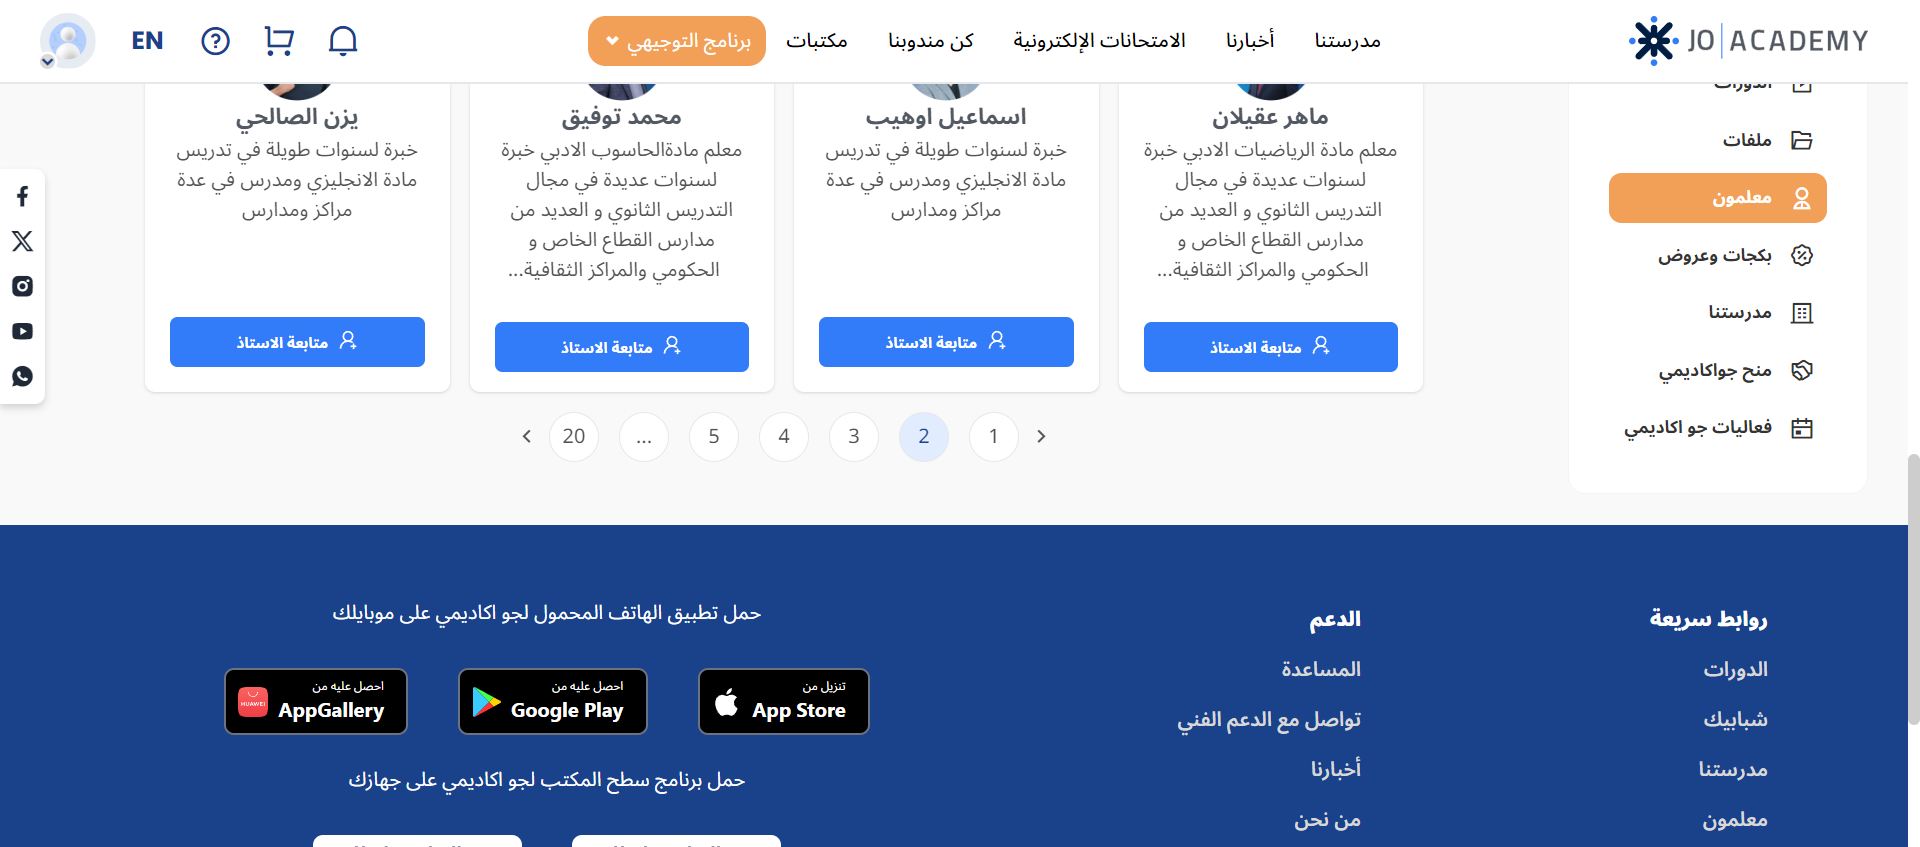 JO ACADEMY
مدرستنا
أخبارنا
الامتحانات الإلكترونية
كن مندوبنا
مكتبات
برنامج التوجيهي
EN
الدورات
ملفات
معلمون
بكجات وعروض
مدرستنا
منح جواكاديمي
فعاليات جو اكاديمي
ماهر عقيلان
معلم مادة الرياضيات الادبي خبرة
لسنوات عديدة في مجال
التدريس الثانوي و العديد من
مدارس القطاع الخاص و
الحكومي والمراكز الثقافية...
متابعة الاستاذ
اسماعيل اوهيب
خبرة لسنوات طويلة في تدريس
مادة الانجليزي ومدرس في عدة
مراكز ومدارس
متابعة الاستاذ
محمد توفيق
معلم مادةالحاسوب الادبي خبرة
لسنوات عديدة في مجال
التدريس الثانوي و العديد من
مدارس القطاع الخاص و
الحكومي والمراكز الثقافية...
متابعة الاستاذ
يزن الصالحي
خبرة لسنوات طويلة في تدريس
مادة الانجليزي ومدرس في عدة
مراكز ومدارس
متابعة الاستاذ
1 2 3 4 5 ... 20
روابط سريعة
الدورات
شبابيك
مدرستنا
معلمون
الدعم
المساعدة
تواصل مع الدعم الفني
أخبارنا
من نحن
حمل تطبيق الهاتف المحمول لجو اكاديمي على موبايلك
تنزيل من
App Store
احصل عليه من
Google Play
احصل عليه من
AppGallery
HUAWEI
حمل برنامج سطح المكتب لجو اكاديمي على جهازك